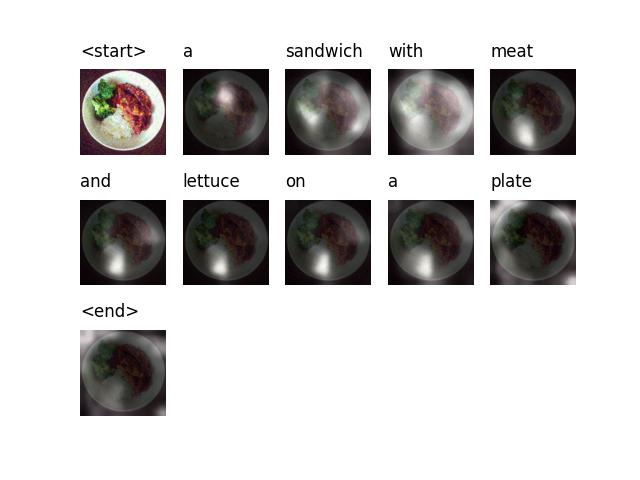 <start> a sandwich with meat
and lettuce on a plate
<end>